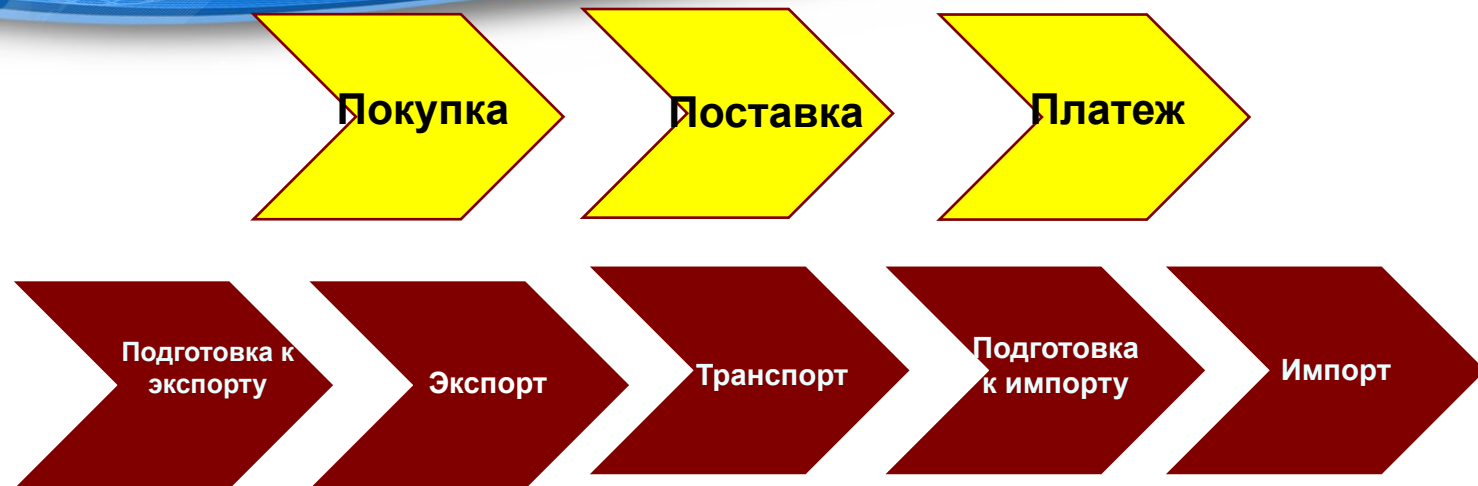 Покупка
Поставка
Платеж
Подготовка к
экспорту
Экспорт
Транспорт
Подготовка
к импорту
Импорт